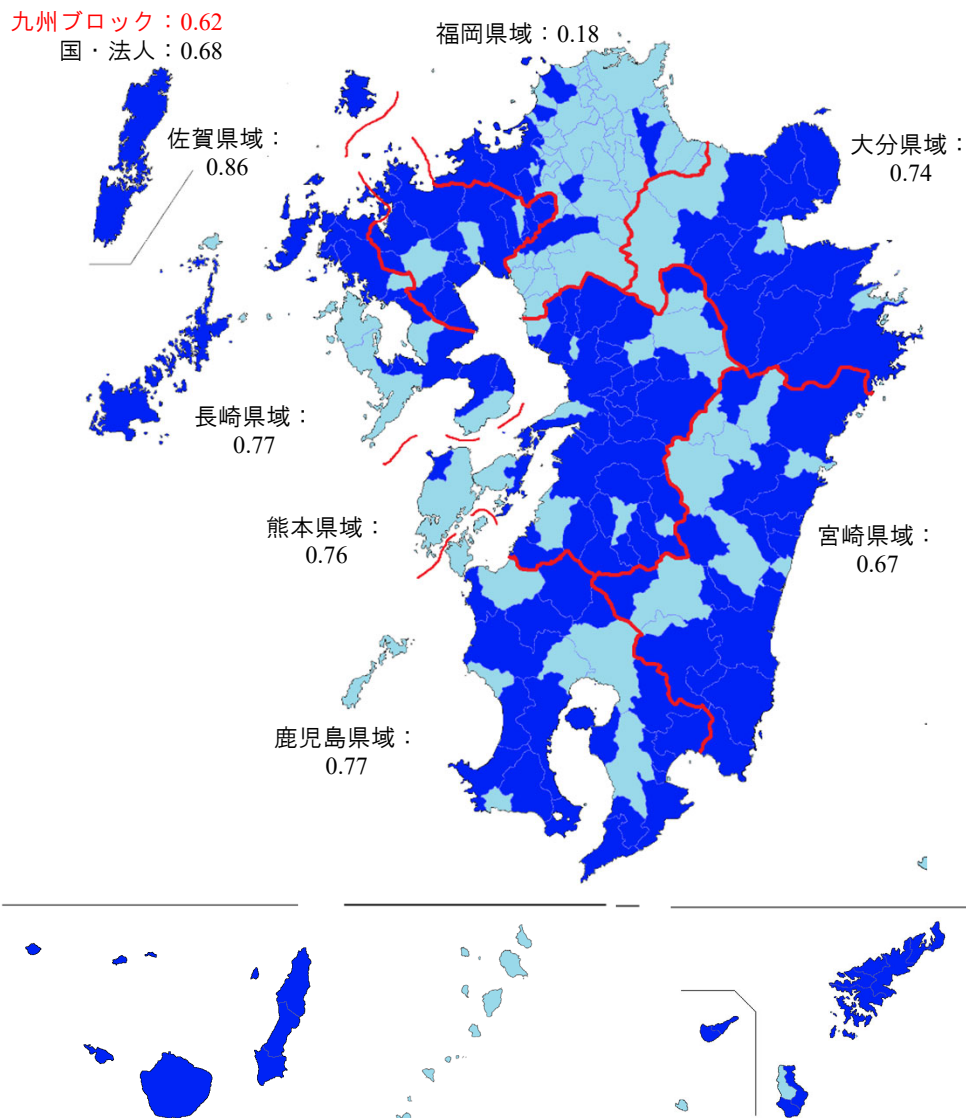 九州ブロック：0.62
国・法人：0.68
福岡県域：0.18
佐賀県域：
0.86
大分県域：
0.74
長崎県域：
0.77
熊本県域：
0.76
宮崎県域：
0.67
鹿児島県域：
0.77